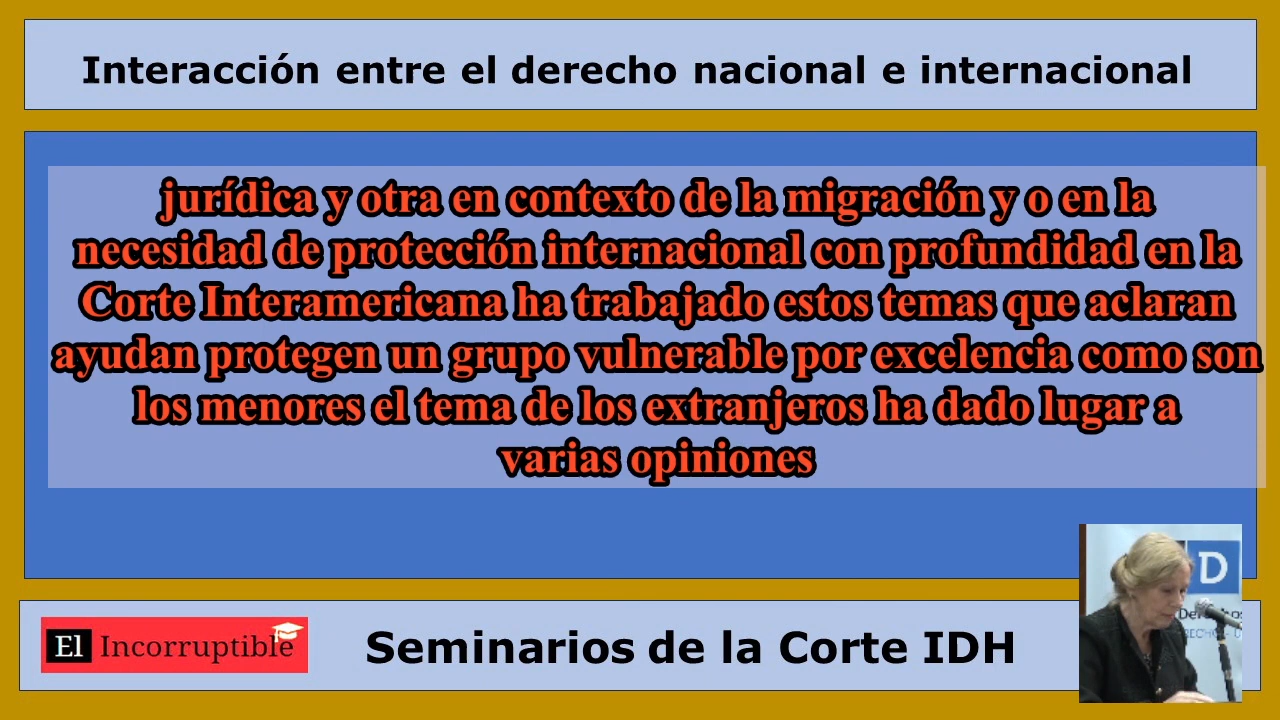 Interacción entre el derecho nacional e internacional
jurídica y otra en contexto de la migración y o en la
necesidad de protección internacional con profundidad en la
Corte Interamericana ha trabajado estos temas que aclaran
ayudan protegen un grupo vulnerable por excelencia como son
los menores el tema de los extranjeros ha dado lugar a
varias opiniones
D
El Incorruptible
Seminarios de la Corte IDH